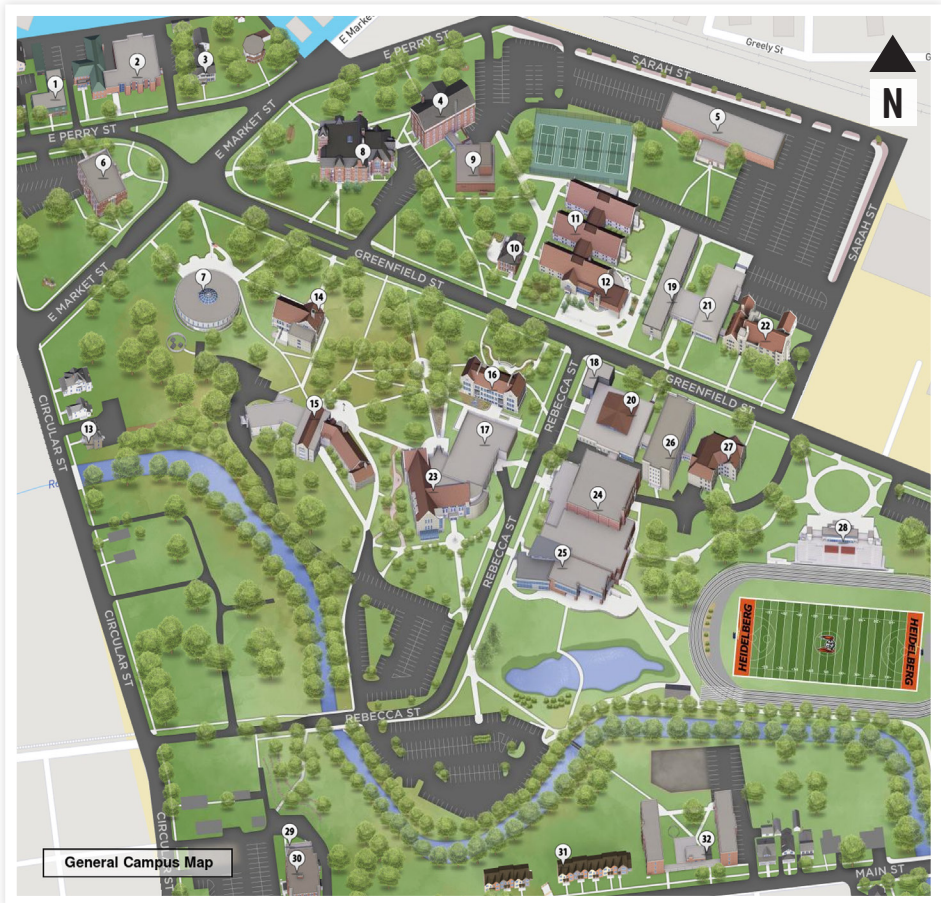 E Marke
Greely St
G
E PERRY ST
SARAH ST
N
1
2
3
4
5
E PERRY ST
E MARKET ST
6
8
9
SARAH ST
10
11
GREENFIELD ST
12
7
14
19
21
22
E MARKET ST
16
18
REBECCA ST
GREENFIELD ST
15
20
17
13
CIRCULAR ST
26
27
23
Ro
24
28
REBECCA ST
25
HEIDELBERG
HEIDELBERG
CIRCULAR ST
REBECCA ST
CIRCULAR ST
29
30
31
32
General Campus Map
MAIN ST